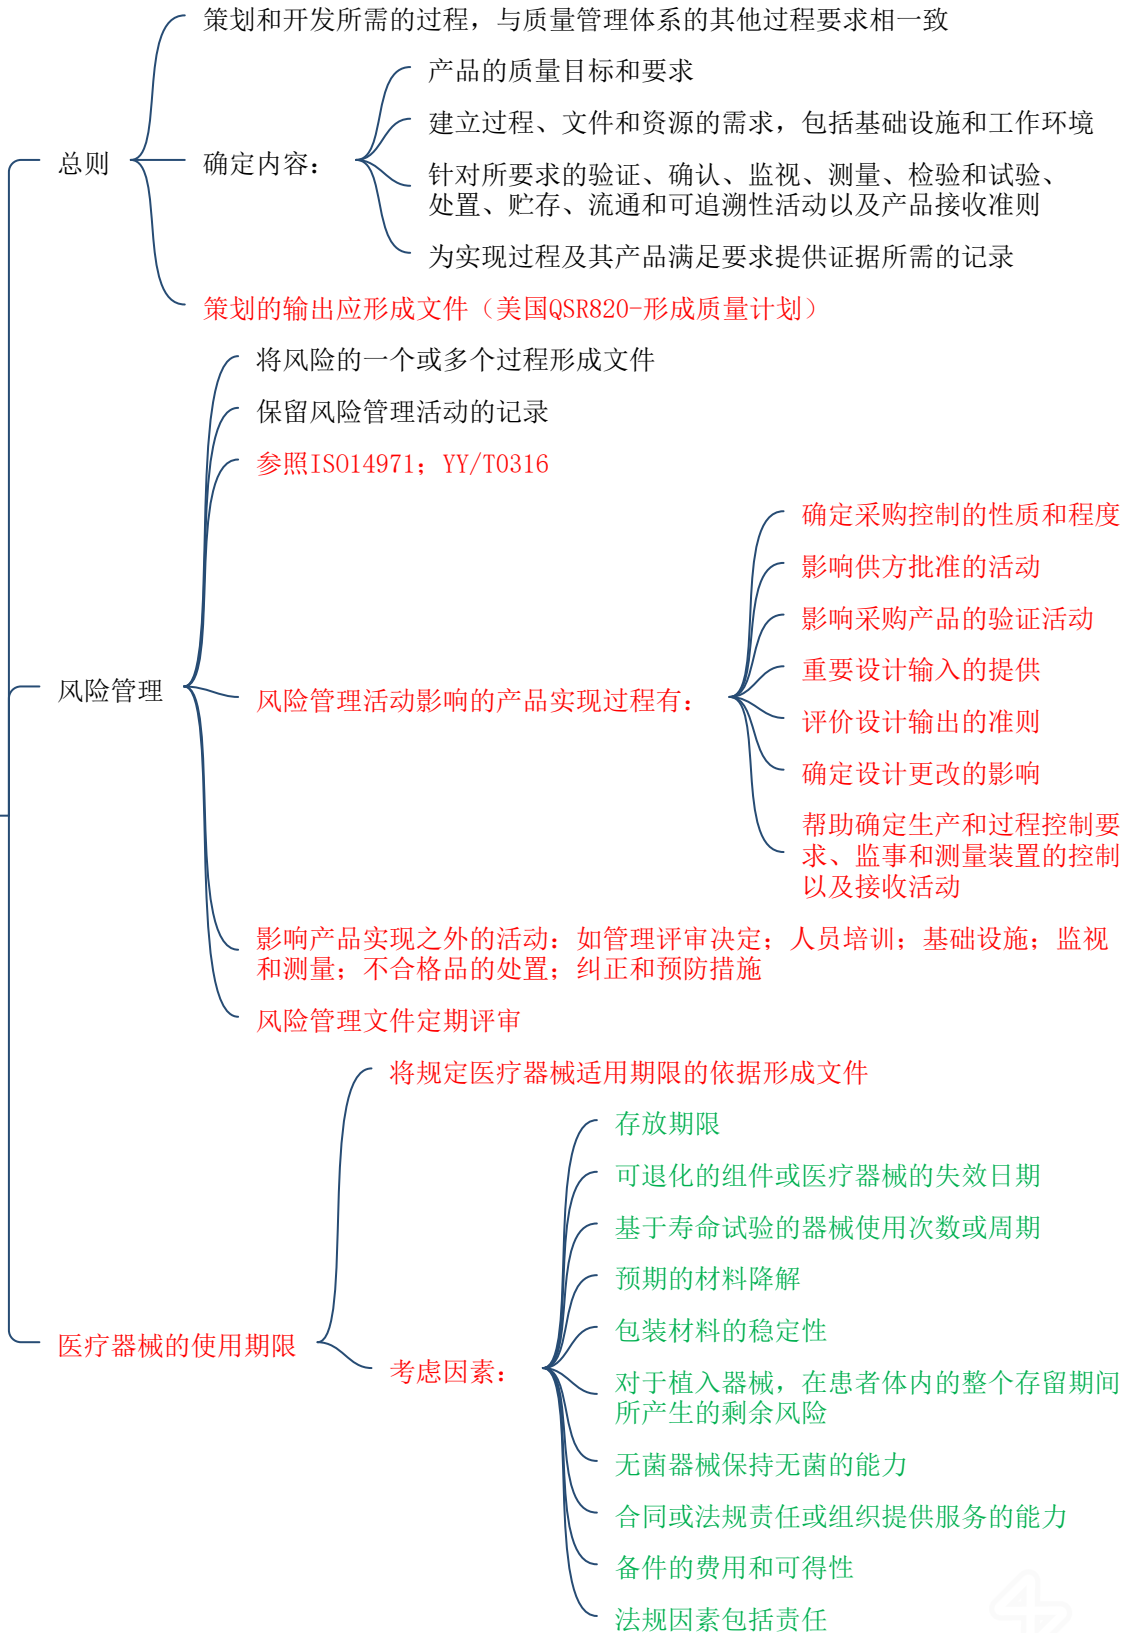 策划和开发所需的过程，与质量管理体系的其他过程要求相一致
产品的质量目标和要求
建立过程、文件和资源的需求，包括基础设施和工作环境
总则
确定内容：
针对所要求的验证、确认、监视、测量、检验和试验、
处置、贮存、流通和可追溯性活动以及产品接收准则
为实现过程及其产品满足要求提供证据所需的记录
策划的输出应形成文件（美国QSR820-形成质量计划）
将风险的一个或多个过程形成文件
保留风险管理活动的记录
参照ISO14971；YY/T0316
确定采购控制的性质和程度
影响供方批准的活动
影响采购产品的验证活动
重要设计输入的提供
风险管理
风险管理活动影响的产品实现过程有：
评价设计输出的准则
确定设计更改的影响
帮助确定生产和过程控制要
求、监事和测量装置的控制
以及接收活动
影响产品实现之外的活动：如管理评审决定；人员培训；基础设施；监视
和测量；不合格品的处置；纠正和预防措施
风险管理文件定期评审
将规定医疗器械适用期限的依据形成文件
存放期限
可退化的组件或医疗器械的失效日期
基于寿命试验的器械使用次数或周期
预期的材料降解
包装材料的稳定性
医疗器械的使用期限
考虑因素：
对于植入器械，在患者体内的整个存留期间
所产生的剩余风险
无菌器械保持无菌的能力
合同或法规责任或组织提供服务的能力
备件的费用和可得性
法规因素包括责任